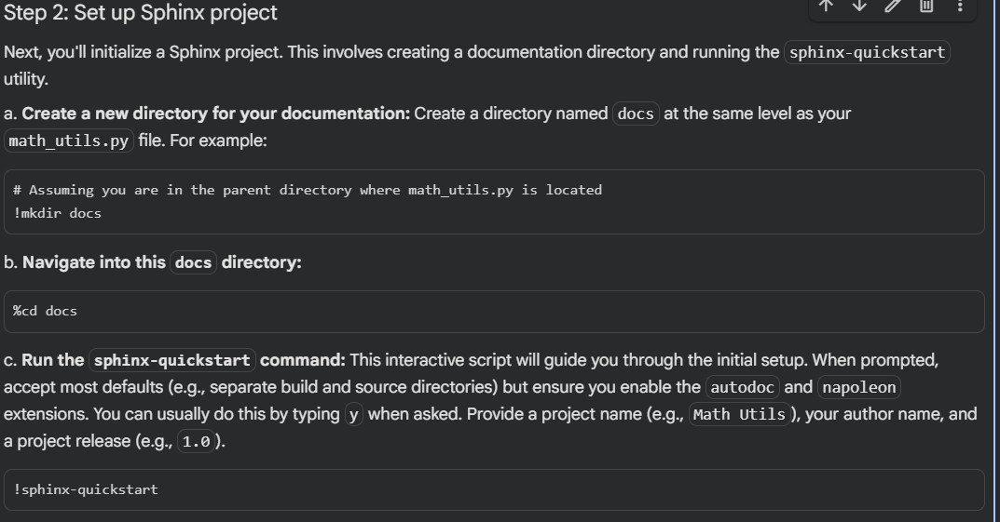 Step 2: Set up Sphinx project
Next, you'll initialize a Sphinx project. This involves creating a documentation directory and running the sphinx-quickstart
utility.
a. Create a new directory for your documentation: Create a directory named docs at the same level as your
math_utils.py file. For example:
# Assuming you are in the parent directory where math_utils.py is located
!mkdir docs
b. Navigate into this docs directory:
%cd docs
c. Run the sphinx-quickstart command: This interactive script will guide you through the initial setup. When prompted,
accept most defaults (e.g., separate build and source directories) but ensure you enable the autodoc and napoleon
extensions. You can usually do this by typing y when asked. Provide a project name (e.g., Math Utils), your author name, and
a project release (e.g., 1.0).
!sphinx-quickstart